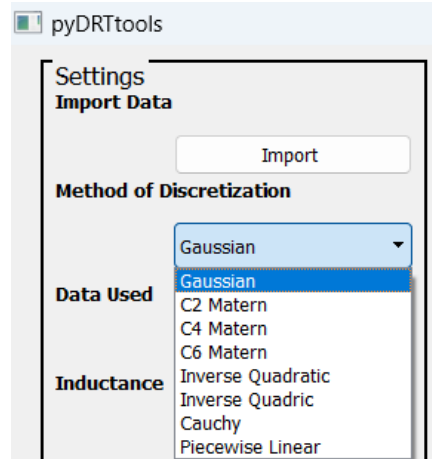 pyDRTtools
Settings
Import Data
Import
Method of Discretization
Gaussian
Gaussian
Data Used
C2 Matern
C4 Matern
C6 Matern
Inductance
Inverse Quadratic
Inverse Quadric
Cauchy
Piecewise Linear